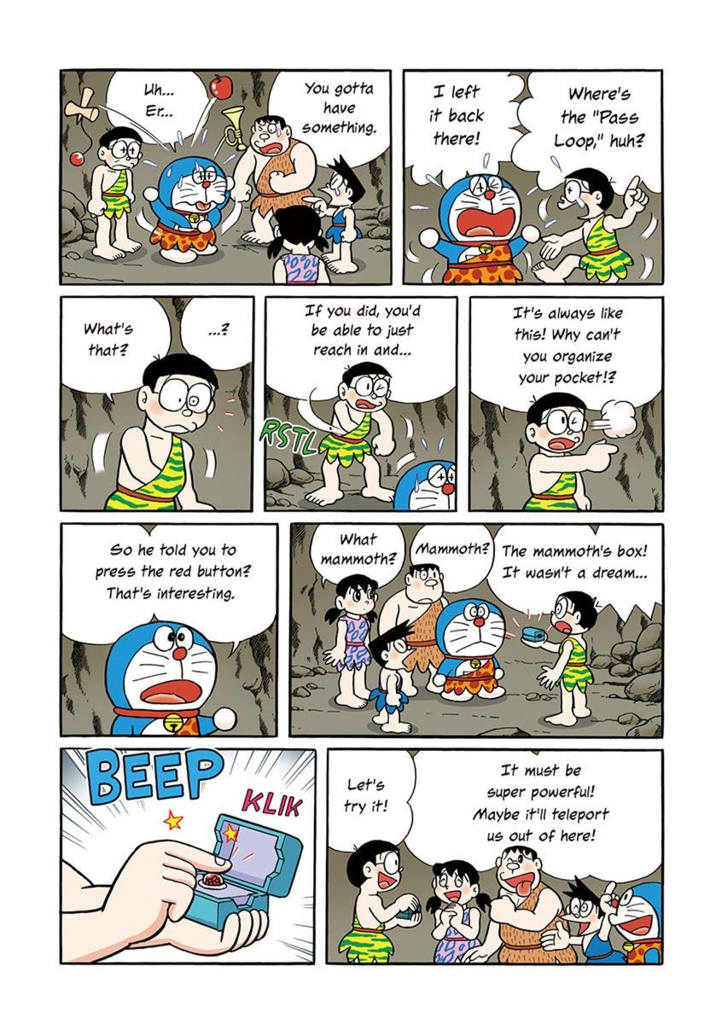 Uh...
Er...
You gotta
have
something.
I left
it back
there!
Where's
the "Pass
Loop," huh?
What's
that?
...?
If you did, you'd
be able to just
reach in and...
RSTL
It's always like
this! Why can't
you organize
your pocket!?
So he told you to
press the red button?
That's interesting.
What
mammoth?
Mammoth?
The mammoth's box!
It wasn't a dream...
BEEP
KLIK
Let's
try it!
It must be
super powerful!
Maybe it'll teleport
us out of here!